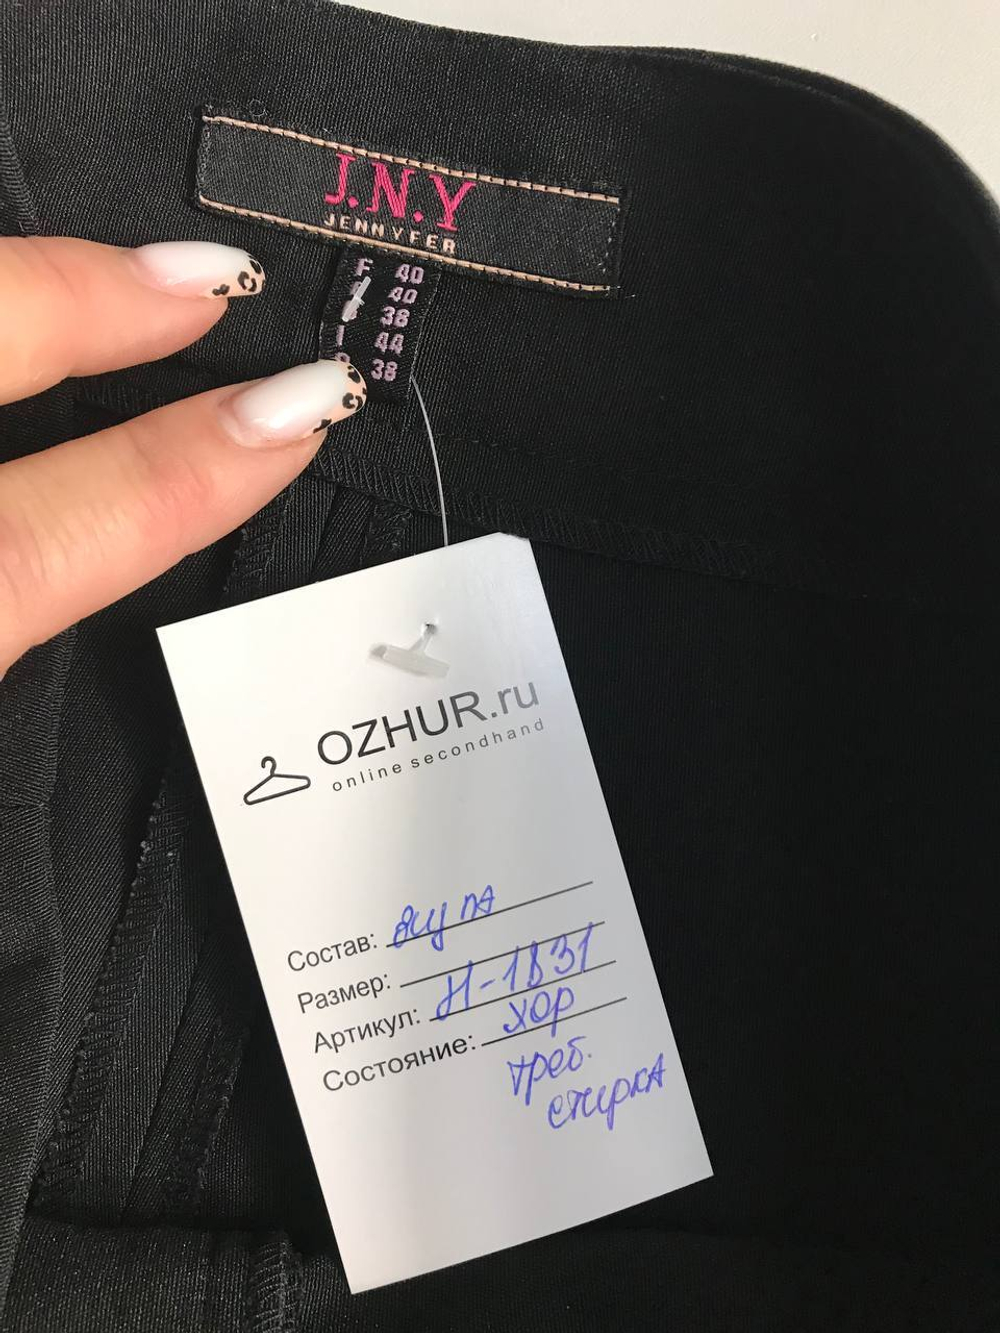 J.N.Y
JENNYFER
F 40
40
38
I 44
38
OZHUR.ru
online secondhand
Состав:
Размер:
Артикул: Н-1831
Состояние: ХОР
треб.
стирка